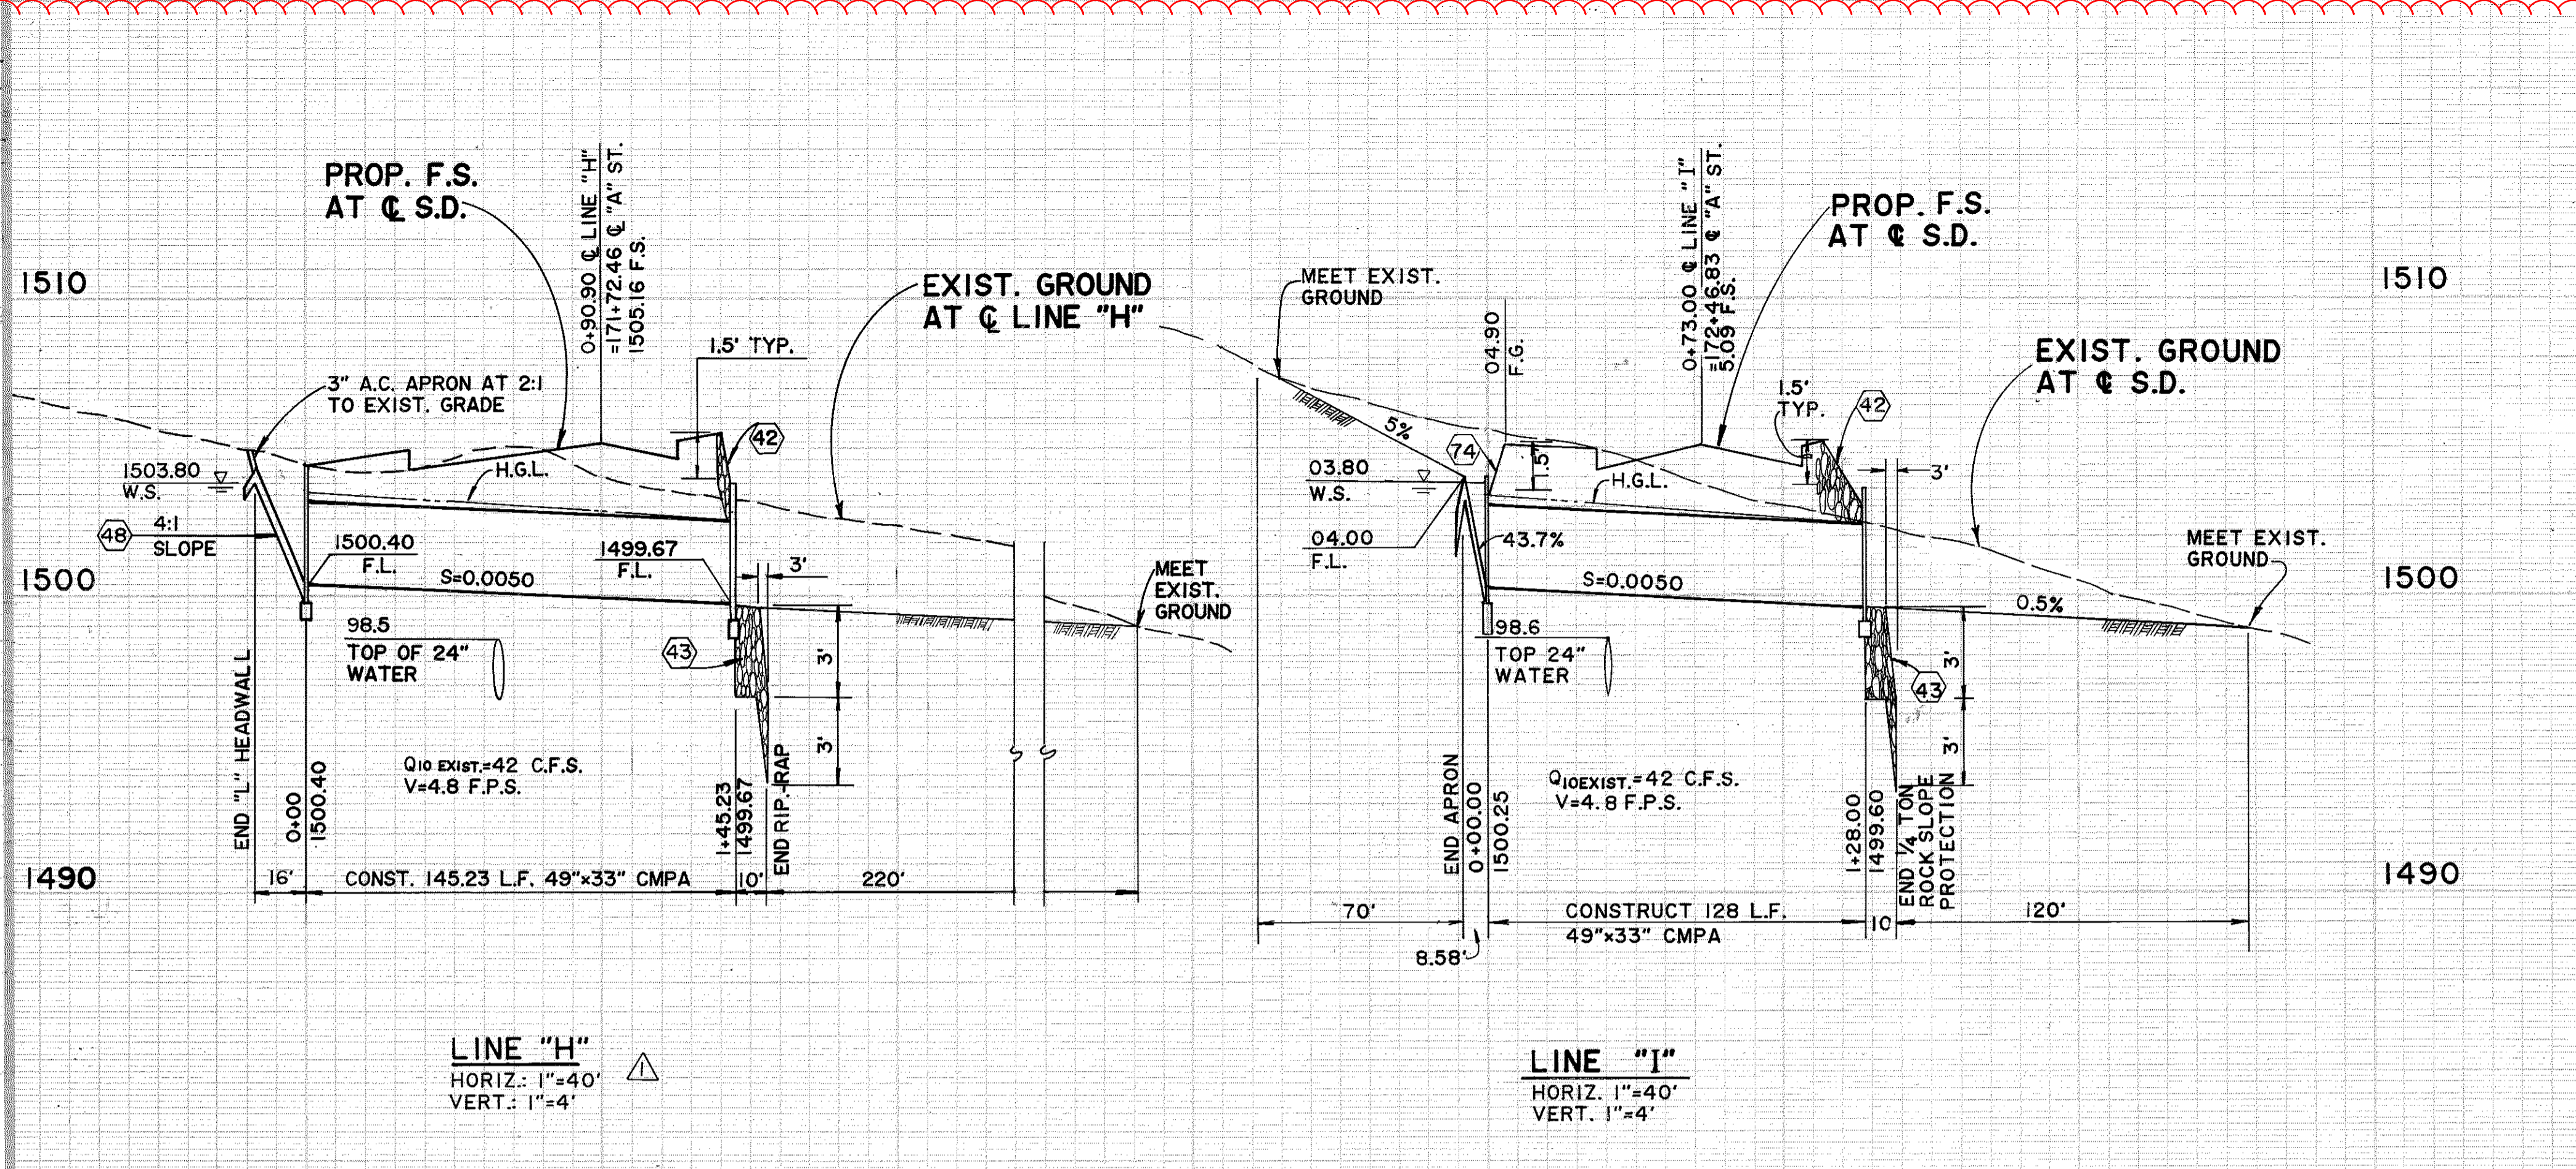 PROP. F.S.
AT ℄ S.D.
0+90.90 ℄ LINE "H"
=171+72.46 ℄ "A" ST.
1505.16 F.S.
1510
EXIST. GROUND
AT ℄ LINE "H"
1.5' TYP.
3" A.C. APRON AT 2:1
TO EXIST. GRADE
42
H.G.L.
1503.80
W.S.
48
4:1
SLOPE
1500.40
F.L.
1499.67
F.L.
1500
S=0.0050
3'
MEET
EXIST.
GROUND
98.5
TOP OF 24"
WATER
43
3'
3'
END "L" HEADWALL
0+00
1500.40
Q10 EXIST.=42 C.F.S.
V=4.8 F.P.S.
1+45.23
1499.67
END RIP.-RAP
1490
16'
CONST. 145.23 L.F. 49"x33" CMPA
10'
220'
LINE "H"
HORIZ.: 1"=40'
VERT.: 1"=4'
1
MEET EXIST.
GROUND
04.90
F.G.
0+73.00 ℄ LINE "I"
=172+46.83 ℄ "A" ST.
5.09 F.S.
PROP. F.S.
AT ℄ S.D.
1510
EXIST. GROUND
AT ℄ S.D.
1.5'
TYP.
42
5%
74
1.5'
H.G.L.
3'
03.80
W.S.
04.00
F.L.
43.7%
MEET EXIST.
GROUND
S=0.0050
1500
0.5%
98.6
TOP 24"
WATER
3'
43
3'
END APRON
0+00.00
1500.25
Q10EXIST.=42 C.F.S.
V=4.8 F.P.S.
1+28.00
1499.60
END 1/4 TON
ROCK SLOPE
PROTECTION
1490
70'
8.58'
CONSTRUCT 128 L.F.
49"x33" CMPA
10
120'
LINE "I"
HORIZ. 1"=40'
VERT. 1"=4'